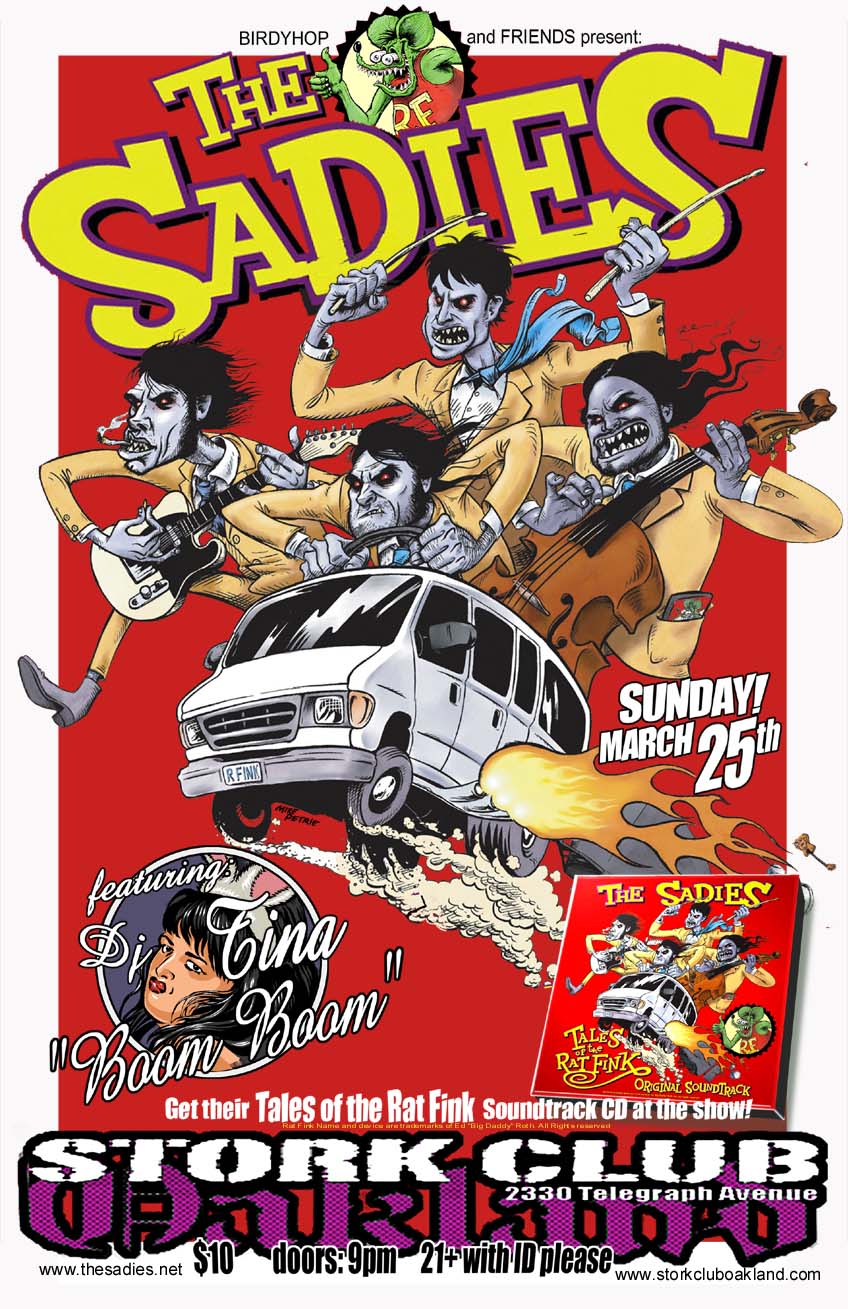 BIRDYHOP and FRIENDS present:
THE
R.F.
SADIES
R FINK
MIKE
PETRIE
SUNDAY!
MARCH 25th
featuring:
Dj Tina
"Boom Boom"
THE SADIES
R.F.
TALES
of the
RAT FINK
ORIGINAL SOUNDTRACK
Get their Tales of the Rat Fink Soundtrack CD at the show!
Rat Fink Name and device are trademarks of Ed "Big Daddy" Roth. All Rights reserved
STORK CLUB
2330 Telegraph Avenue
Oakland
$10 doors: 9pm 21+ with ID please
www.thesadies.net
www.storkcluboakland.com